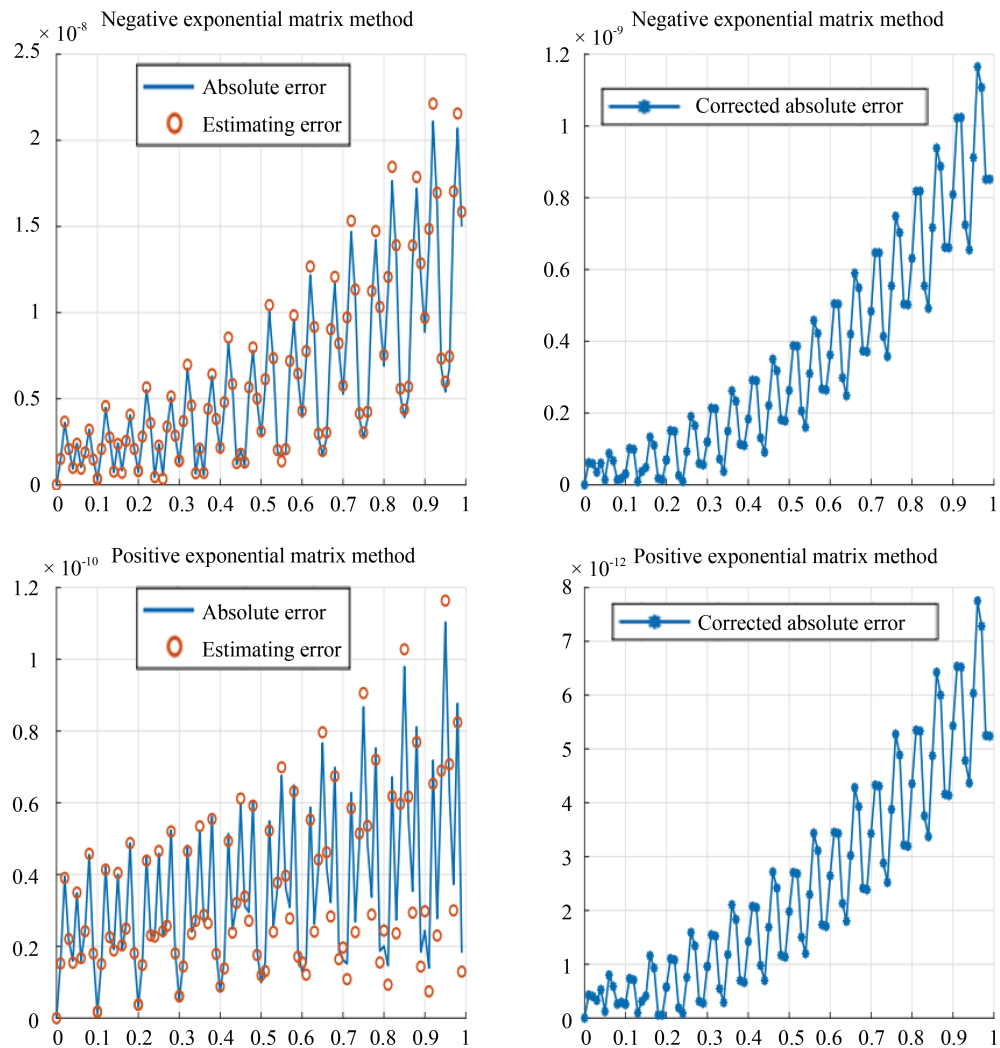 Negative exponential matrix method
× 10-8
2.5
2
1.5
1
0.5
0
Absolute error
Estimating error
0 0.1 0.2 0.3 0.4 0.5 0.6 0.7 0.8 0.9 1
Negative exponential matrix method
× 10-9
1.2
1
0.8
0.6
0.4
0.2
0
Corrected absolute error
0 0.1 0.2 0.3 0.4 0.5 0.6 0.7 0.8 0.9 1
Positive exponential matrix method
× 10-10
1.2
1
0.8
0.6
0.4
0.2
0
Absolute error
Estimating error
0 0.1 0.2 0.3 0.4 0.5 0.6 0.7 0.8 0.9 1
Positive exponential matrix method
× 10-12
8
7
6
5
4
3
2
1
0
Corrected absolute error
0 0.1 0.2 0.3 0.4 0.5 0.6 0.7 0.8 0.9 1